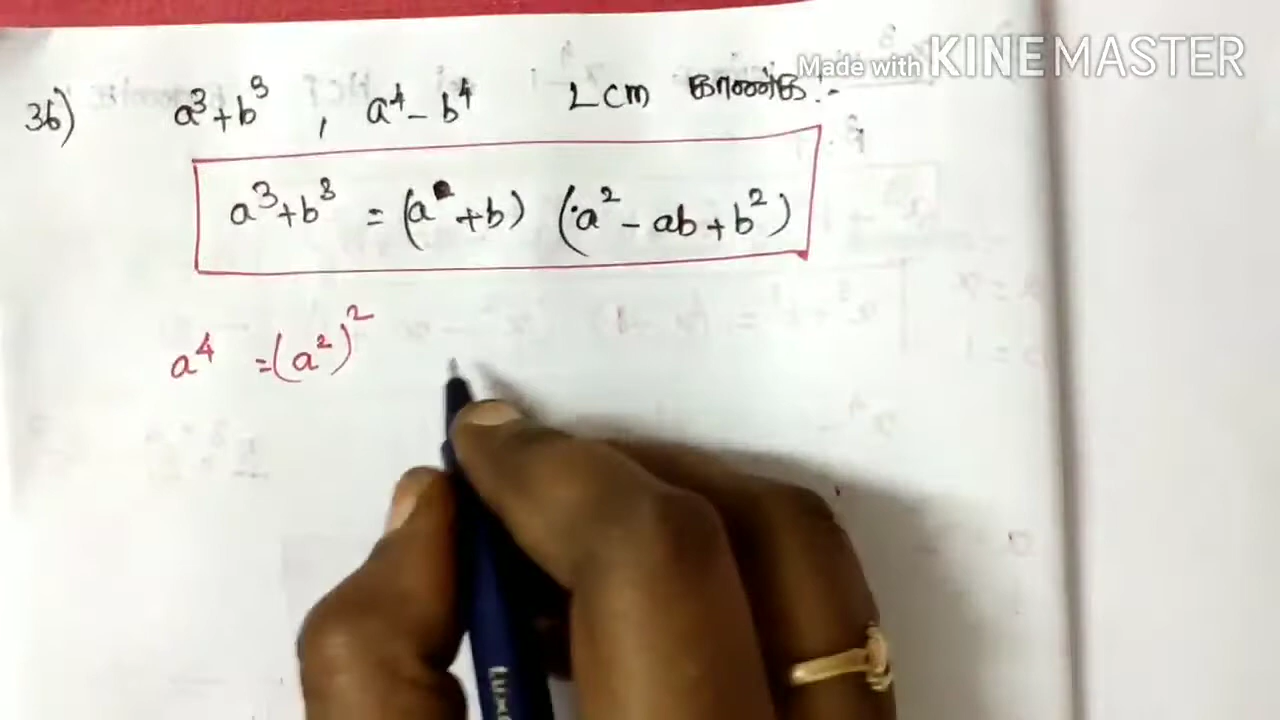 Made with KINEMASTER
36) a³+b³ , a⁴-b⁴ Lcm காண்க:-
a³+b³ = (a+b) (a²-ab+b²)
a⁴ =(a²)²